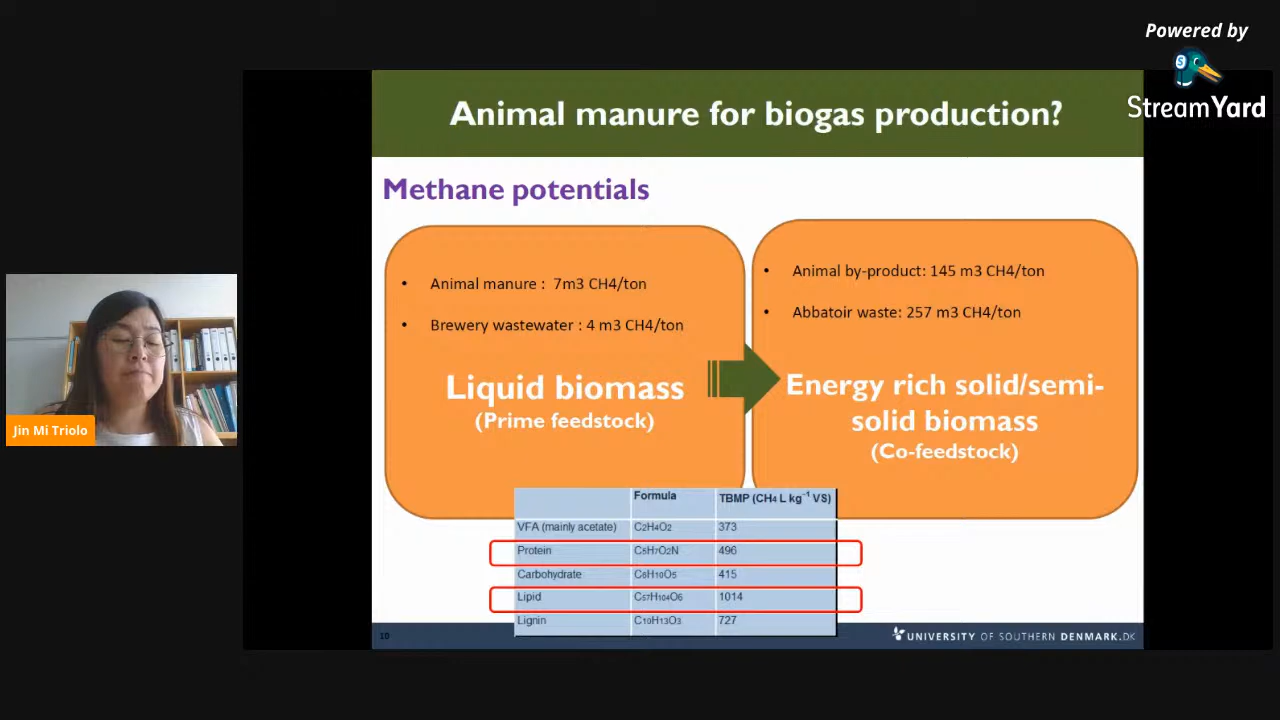 Powered by
StreamYard
Animal manure for biogas production?
Methane potentials
• Animal manure : 7m3 CH4/ton
• Brewery wastewater : 4 m3 CH4/ton
Liquid biomass
(Prime feedstock)
• Animal by-product: 145 m3 CH4/ton
• Abbatoir waste: 257 m3 CH4/ton
Energy rich solid/semi-
solid biomass
(Co-feedstock)
Formula TBMP (CH4 L kg⁻¹ VS)
VFA (mainly acetate) C2H4O2 373
Protein C5H7O2N 496
Carbohydrate C6H10O5 415
Lipid C57H104O6 1014
Lignin C10H13O3 727
10
UNIVERSITY OF SOUTHERN DENMARK.DK
Jin Mi Triolo